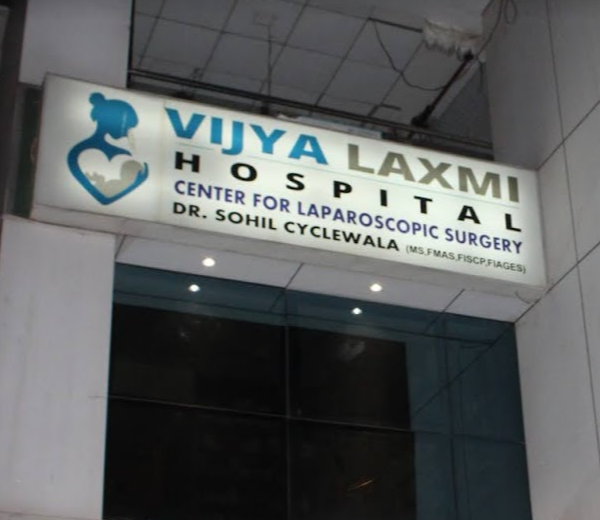 VIJYA LAXMI
HOSPITAL
CENTER FOR LAPAROSCOPIC SURGERY
DR. SOHIL CYCLEWALA (MS,FMAS,FISCP,FIAGES)